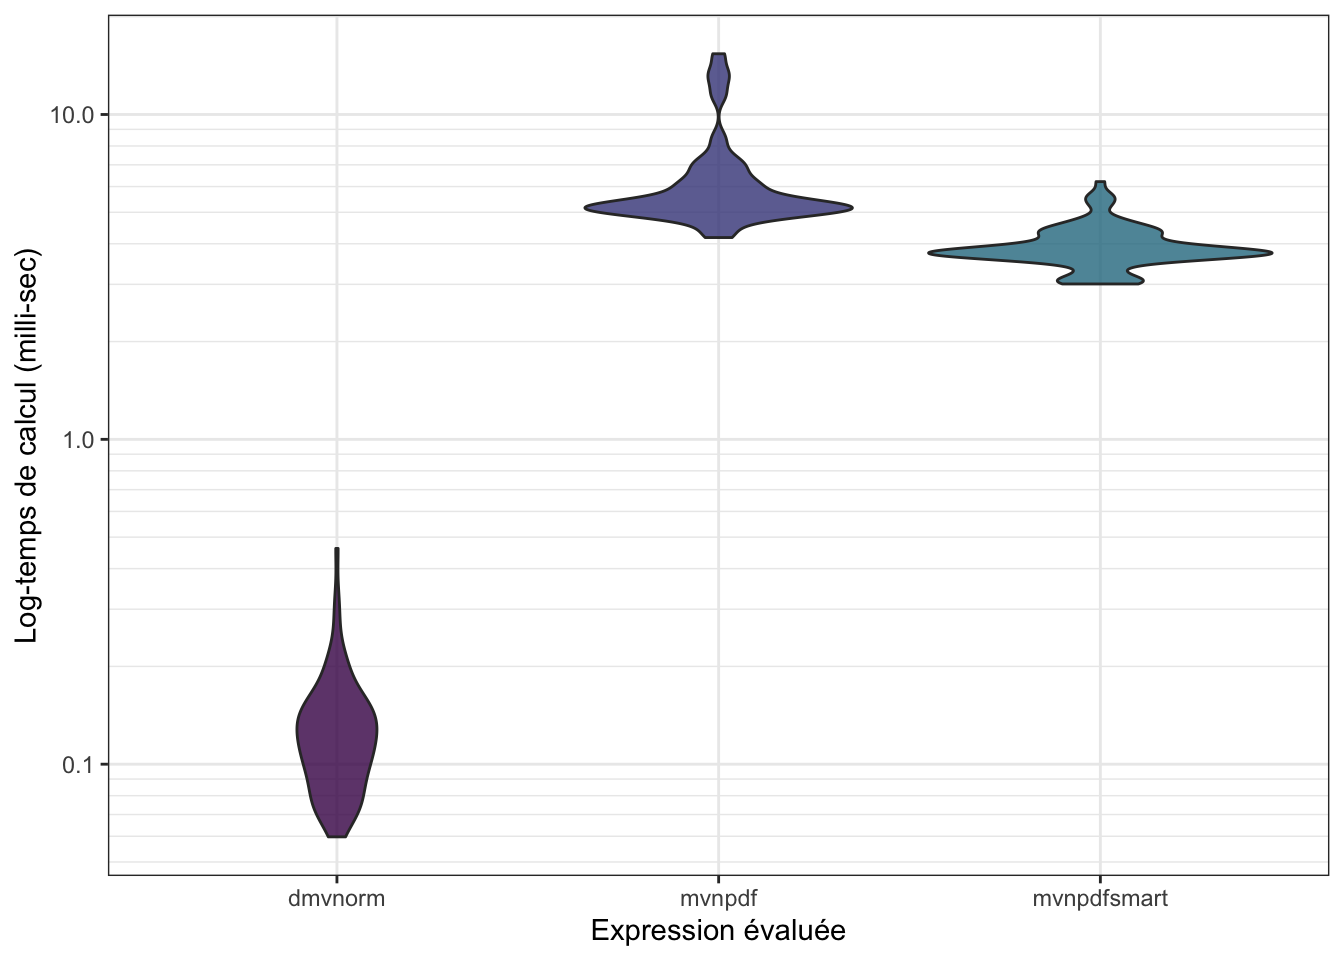 Log-temps de calcul (milli-sec)
10.0
1.0
0.1
dmvnorm
mvnpdf
mvnpdfsmart
Expression évaluée